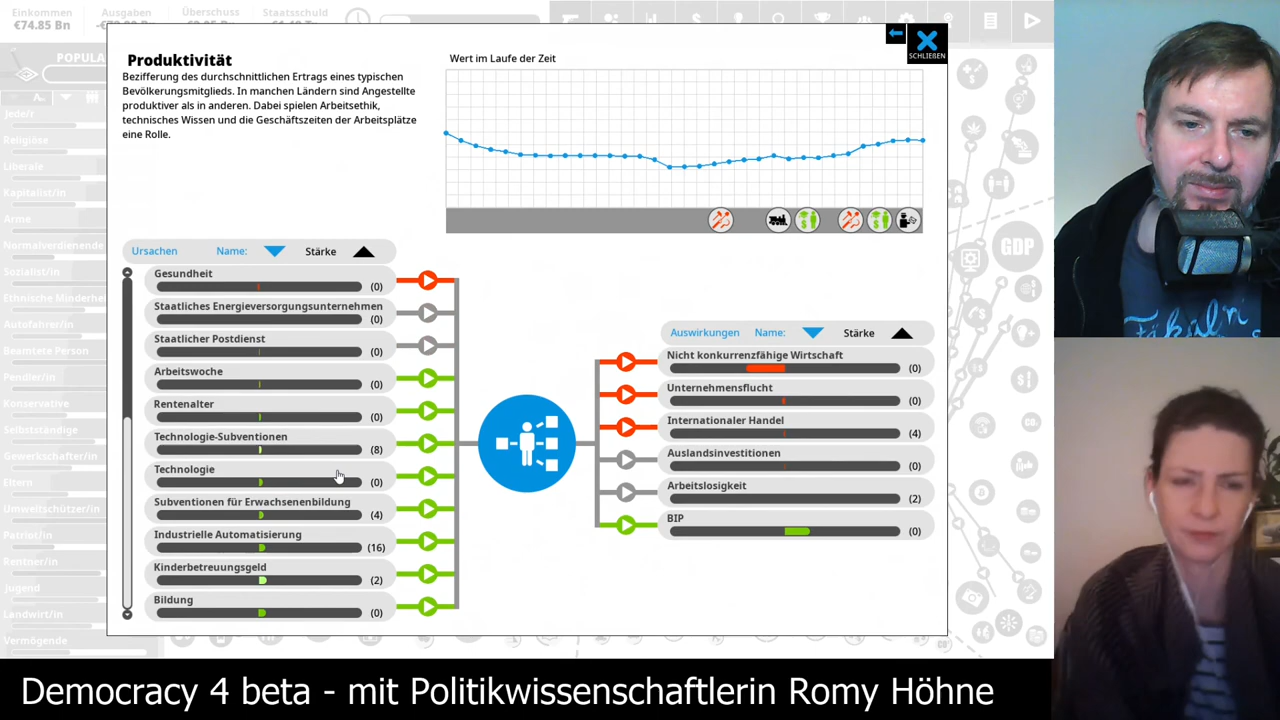 Einkommen
Ausgaben
Überschuss
Staatsschuld
€74.85 Bn
SCHLIEẞEN
Produktivität
Bezifferung des durchschnittlichen Ertrags eines typischen
Bevölkerungsmitglieds. In manchen Ländern sind Angestellte
produktiver als in anderen. Dabei spielen Arbeitsethik,
technisches Wissen und die Geschäftszeiten der Arbeitsplätze
eine Rolle.
Wert im Laufe der Zeit
POPULA
Jede/r
Religiöse
Liberale
Kapitalist/in
Arme
Normalverdienende
Sozialist/in
Ethnische Minderhei
Autofahrer/in
Beamtete Person
Pendler/in
Konservative
Selbstständige
Gewerkschafter/in
Eltern
Umweltschützer/in
Patriot/in
Rentner/in
Jugend
Landwirt/in
Vermögende
GDP
Ursachen Name: Stärke
Gesundheit
(0)
Staatliches Energieversorgungsunternehmen
(0)
Staatlicher Postdienst
(0)
Arbeitswoche
(0)
Rentenalter
(0)
Technologie-Subventionen
(8)
Technologie
(0)
Subventionen für Erwachsenenbildung
(4)
Industrielle Automatisierung
(16)
Kinderbetreuungsgeld
(2)
Bildung
(0)
Auswirkungen Name: Stärke
Nicht konkurrenzfähige Wirtschaft
(0)
Unternehmensflucht
(0)
Internationaler Handel
(4)
Auslandsinvestitionen
(0)
Arbeitslosigkeit
(2)
BIP
(0)
Democracy 4 beta - mit Politikwissenschaftlerin Romy Höhne